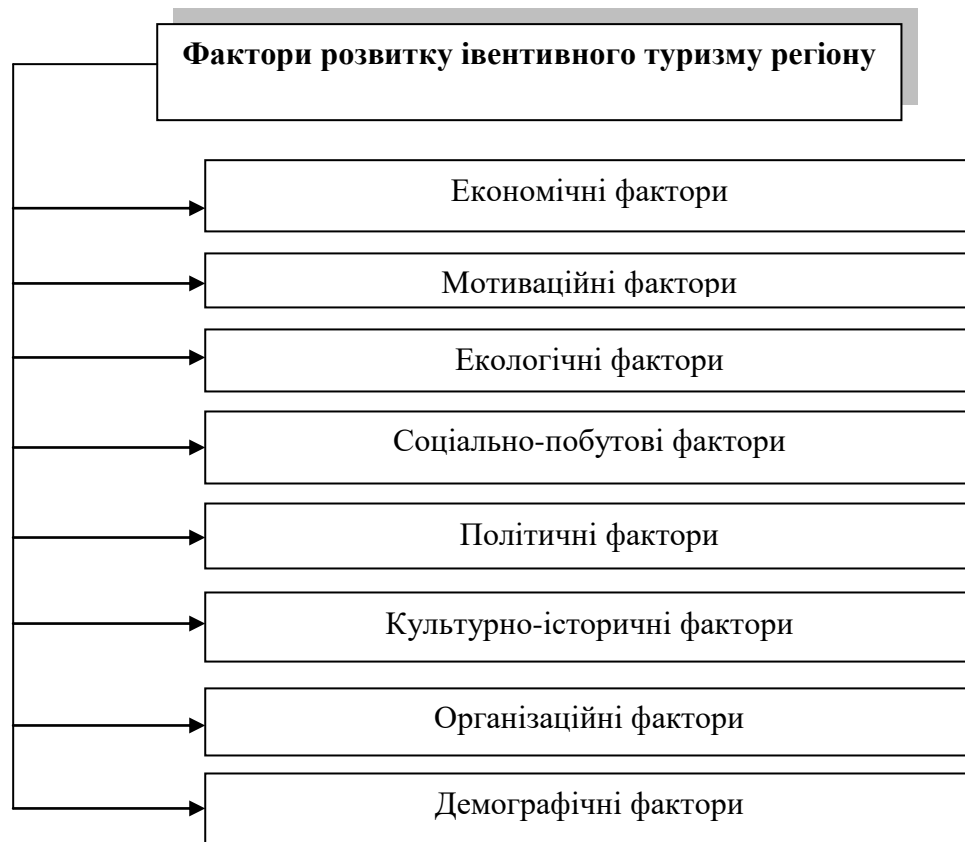 Фактори розвитку івентивного туризму регіону
Економічні фактори
Мотиваційні фактори
Екологічні фактори
Соціально-побутові фактори
Політичні фактори
Культурно-історичні фактори
Організаційні фактори
Демографічні фактори